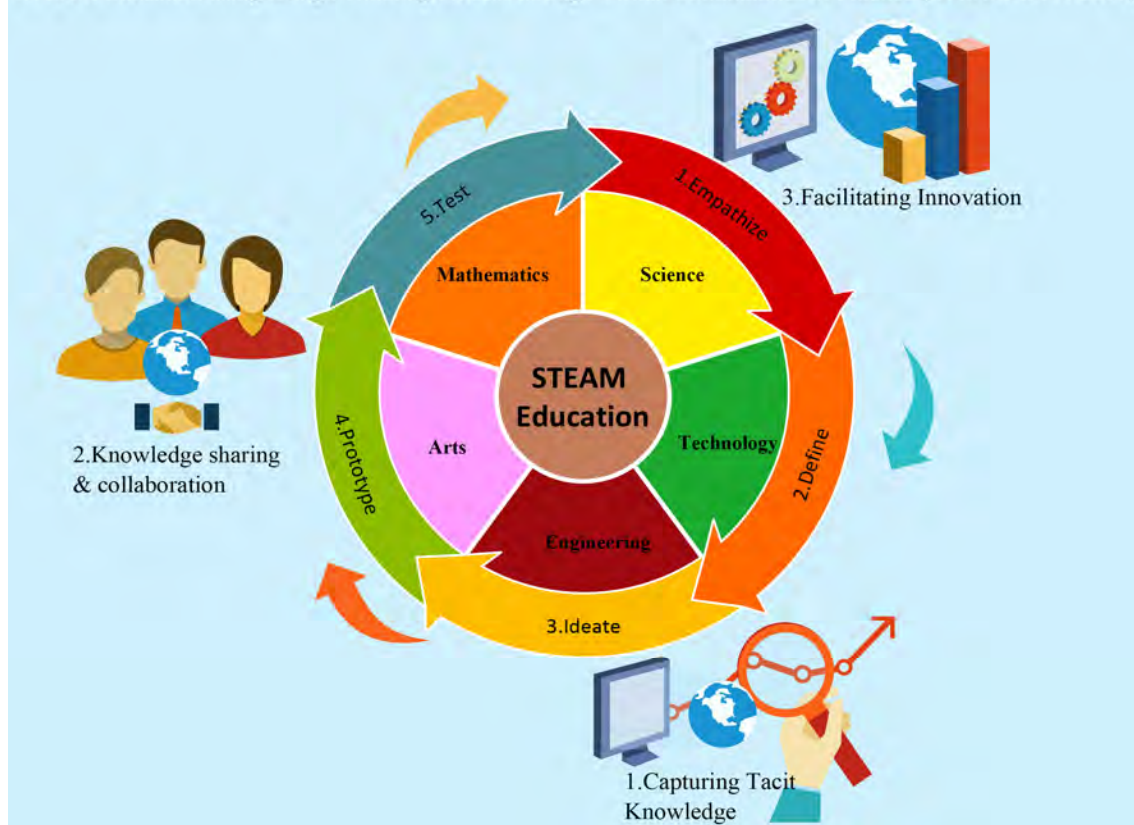 3.Facilitating Innovation
1.Empathize
5.Test
Mathematics
Science
STEAM
Education
2.Knowledge sharing
& collaboration
4.Prototype
Arts
Technology
2.Define
Engineering
3.Ideate
1.Capturing Tacit
Knowledge